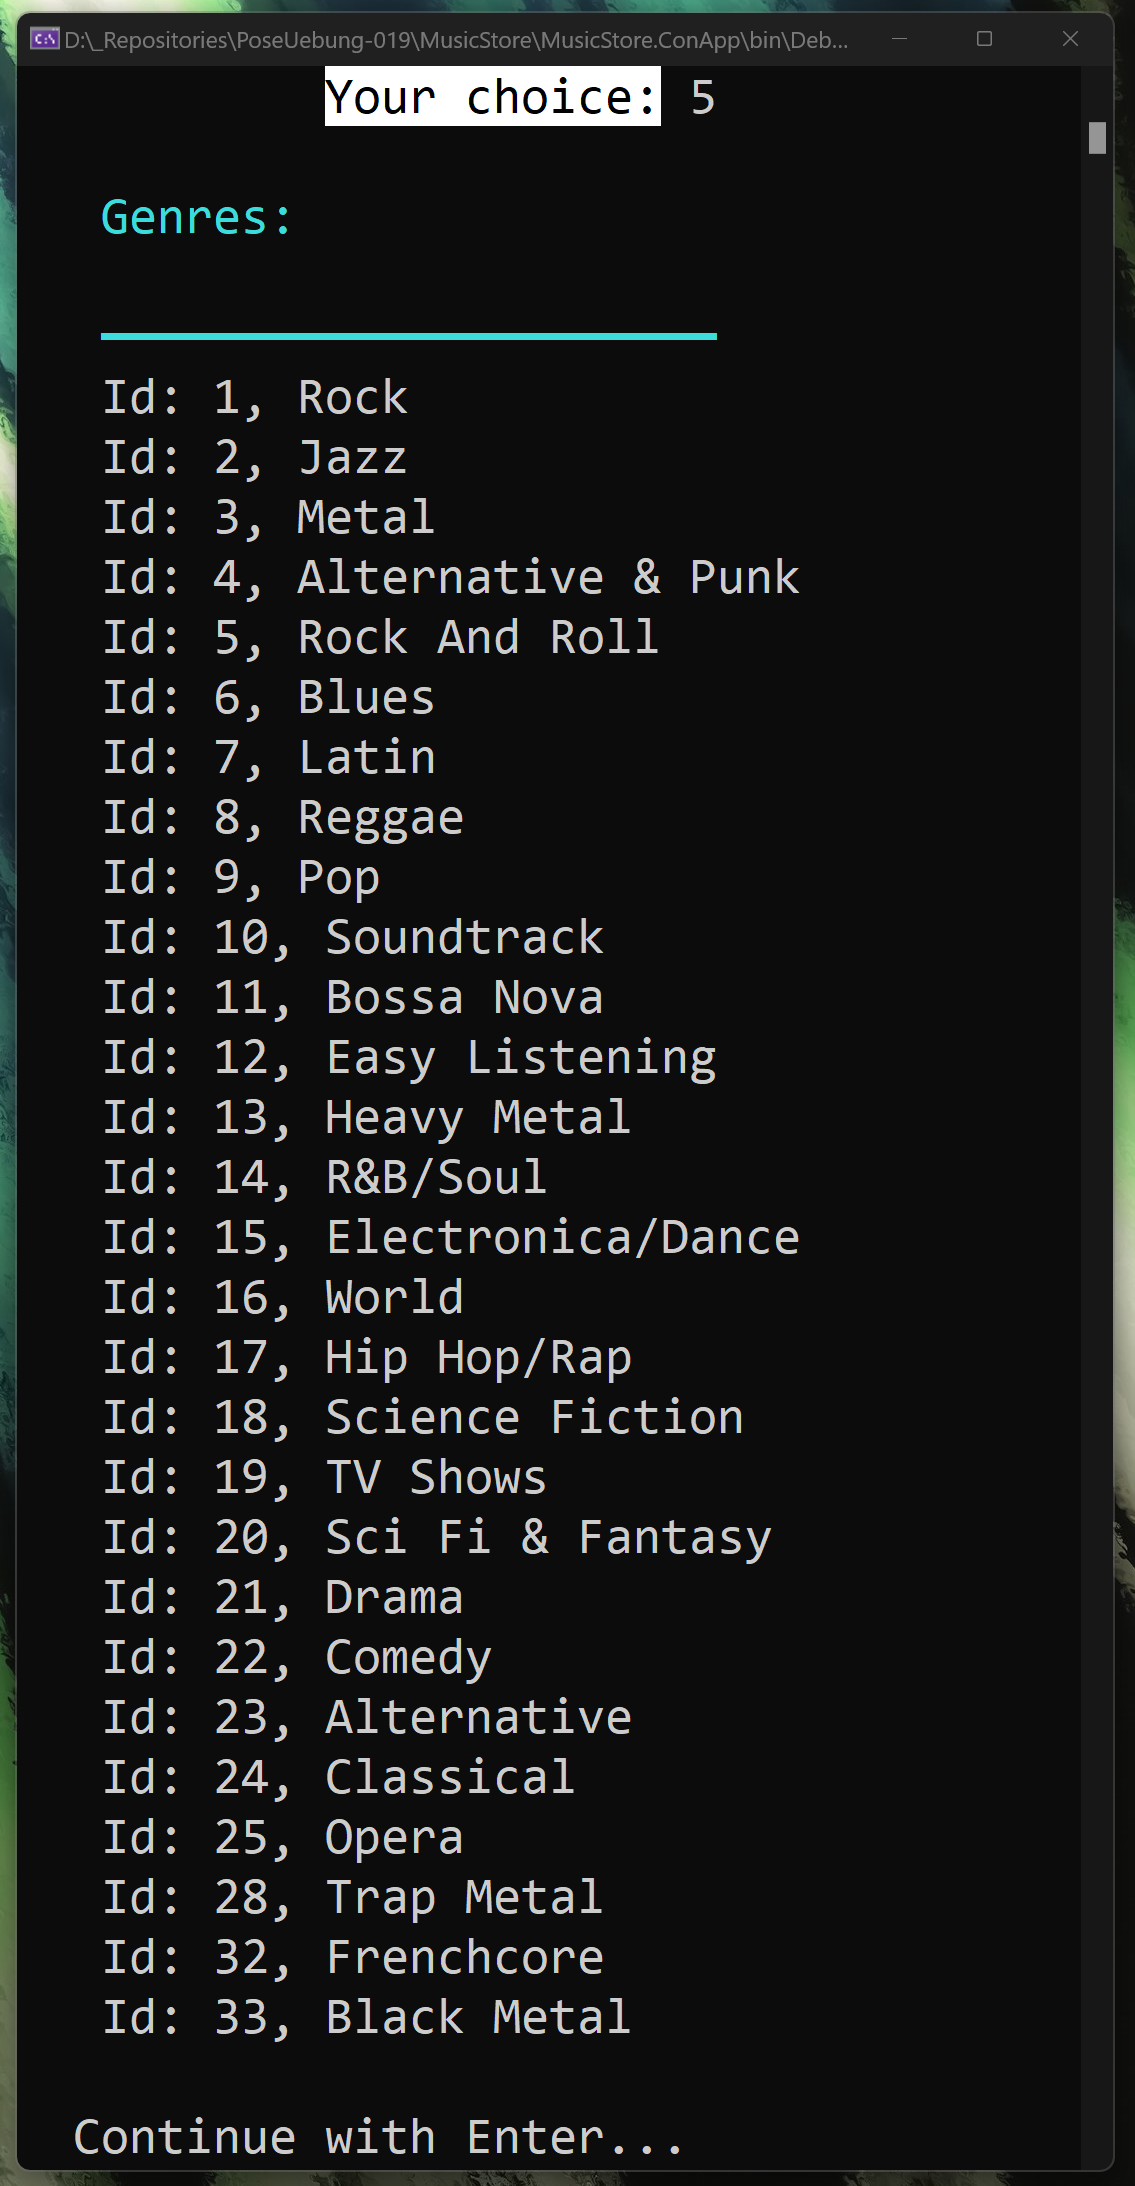 D:\_Repositories\PoseUebung-019\MusicStore\MusicStore.ConApp\bin\Deb...
Your choice: 5
Genres:
Id: 1, Rock
Id: 2, Jazz
Id: 3, Metal
Id: 4, Alternative & Punk
Id: 5, Rock And Roll
Id: 6, Blues
Id: 7, Latin
Id: 8, Reggae
Id: 9, Pop
Id: 10, Soundtrack
Id: 11, Bossa Nova
Id: 12, Easy Listening
Id: 13, Heavy Metal
Id: 14, R&B/Soul
Id: 15, Electronica/Dance
Id: 16, World
Id: 17, Hip Hop/Rap
Id: 18, Science Fiction
Id: 19, TV Shows
Id: 20, Sci Fi & Fantasy
Id: 21, Drama
Id: 22, Comedy
Id: 23, Alternative
Id: 24, Classical
Id: 25, Opera
Id: 28, Trap Metal
Id: 32, Frenchcore
Id: 33, Black Metal
Continue with Enter...